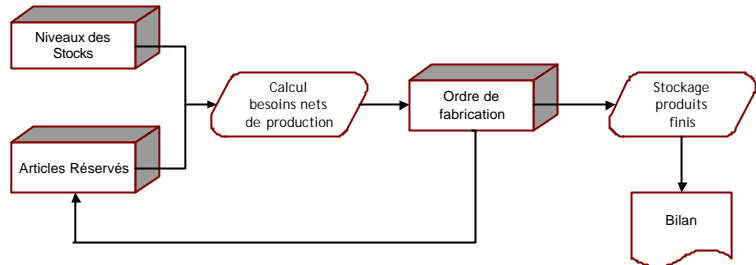 Niveaux des
Stocks
Articles Réservés
Calcul
besoins nets
de production
Ordre de
fabrication
Stockage
produits
finis
Bilan